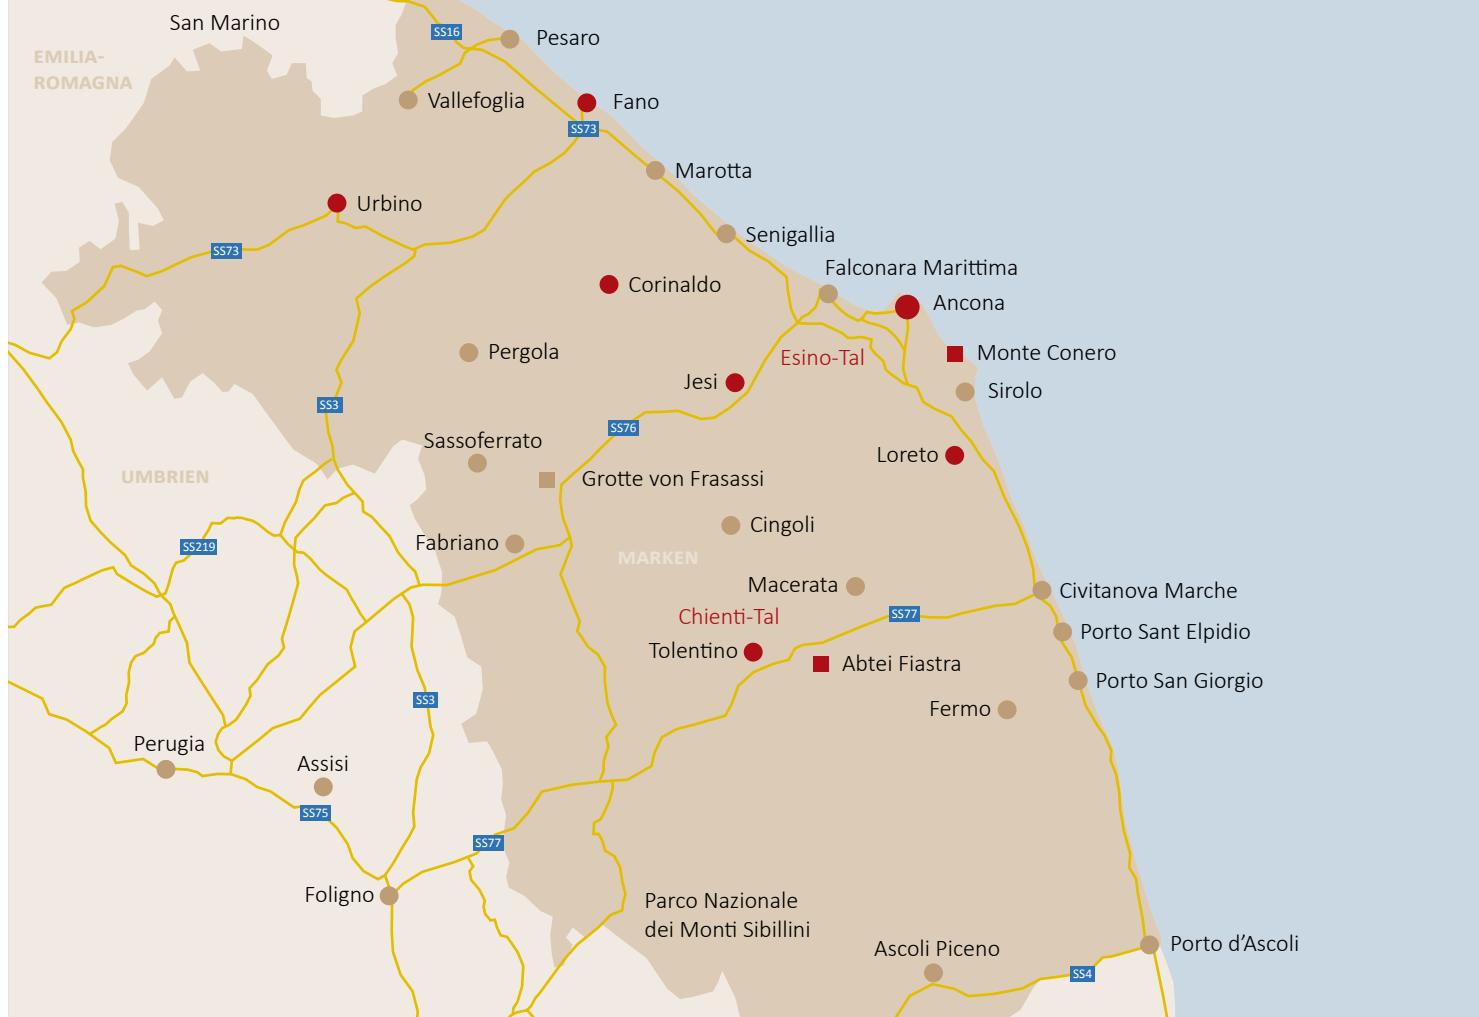 San Marino
SS16
Pesaro
EMILIA-
ROMAGNA
Vallefoglia
Fano
SS73
Marotta
Urbino
Senigallia
SS73
Falconara Marittima
Corinaldo
Ancona
Pergola
Esino-Tal
Monte Conero
Jesi
Sirolo
SS3
SS76
Sassoferrato
Loreto
UMBRIEN
Grotte von Frasassi
Cingoli
SS219
Fabriano
MARKEN
Macerata
Civitanova Marche
Chienti-Tal
SS77
Porto Sant Elpidio
Tolentino
Abtei Fiastra
Porto San Giorgio
SS3
Fermo
Perugia
Assisi
SS75
SS77
Foligno
Parco Nazionale
dei Monti Sibillini
Ascoli Piceno
Porto d’Ascoli
SS4